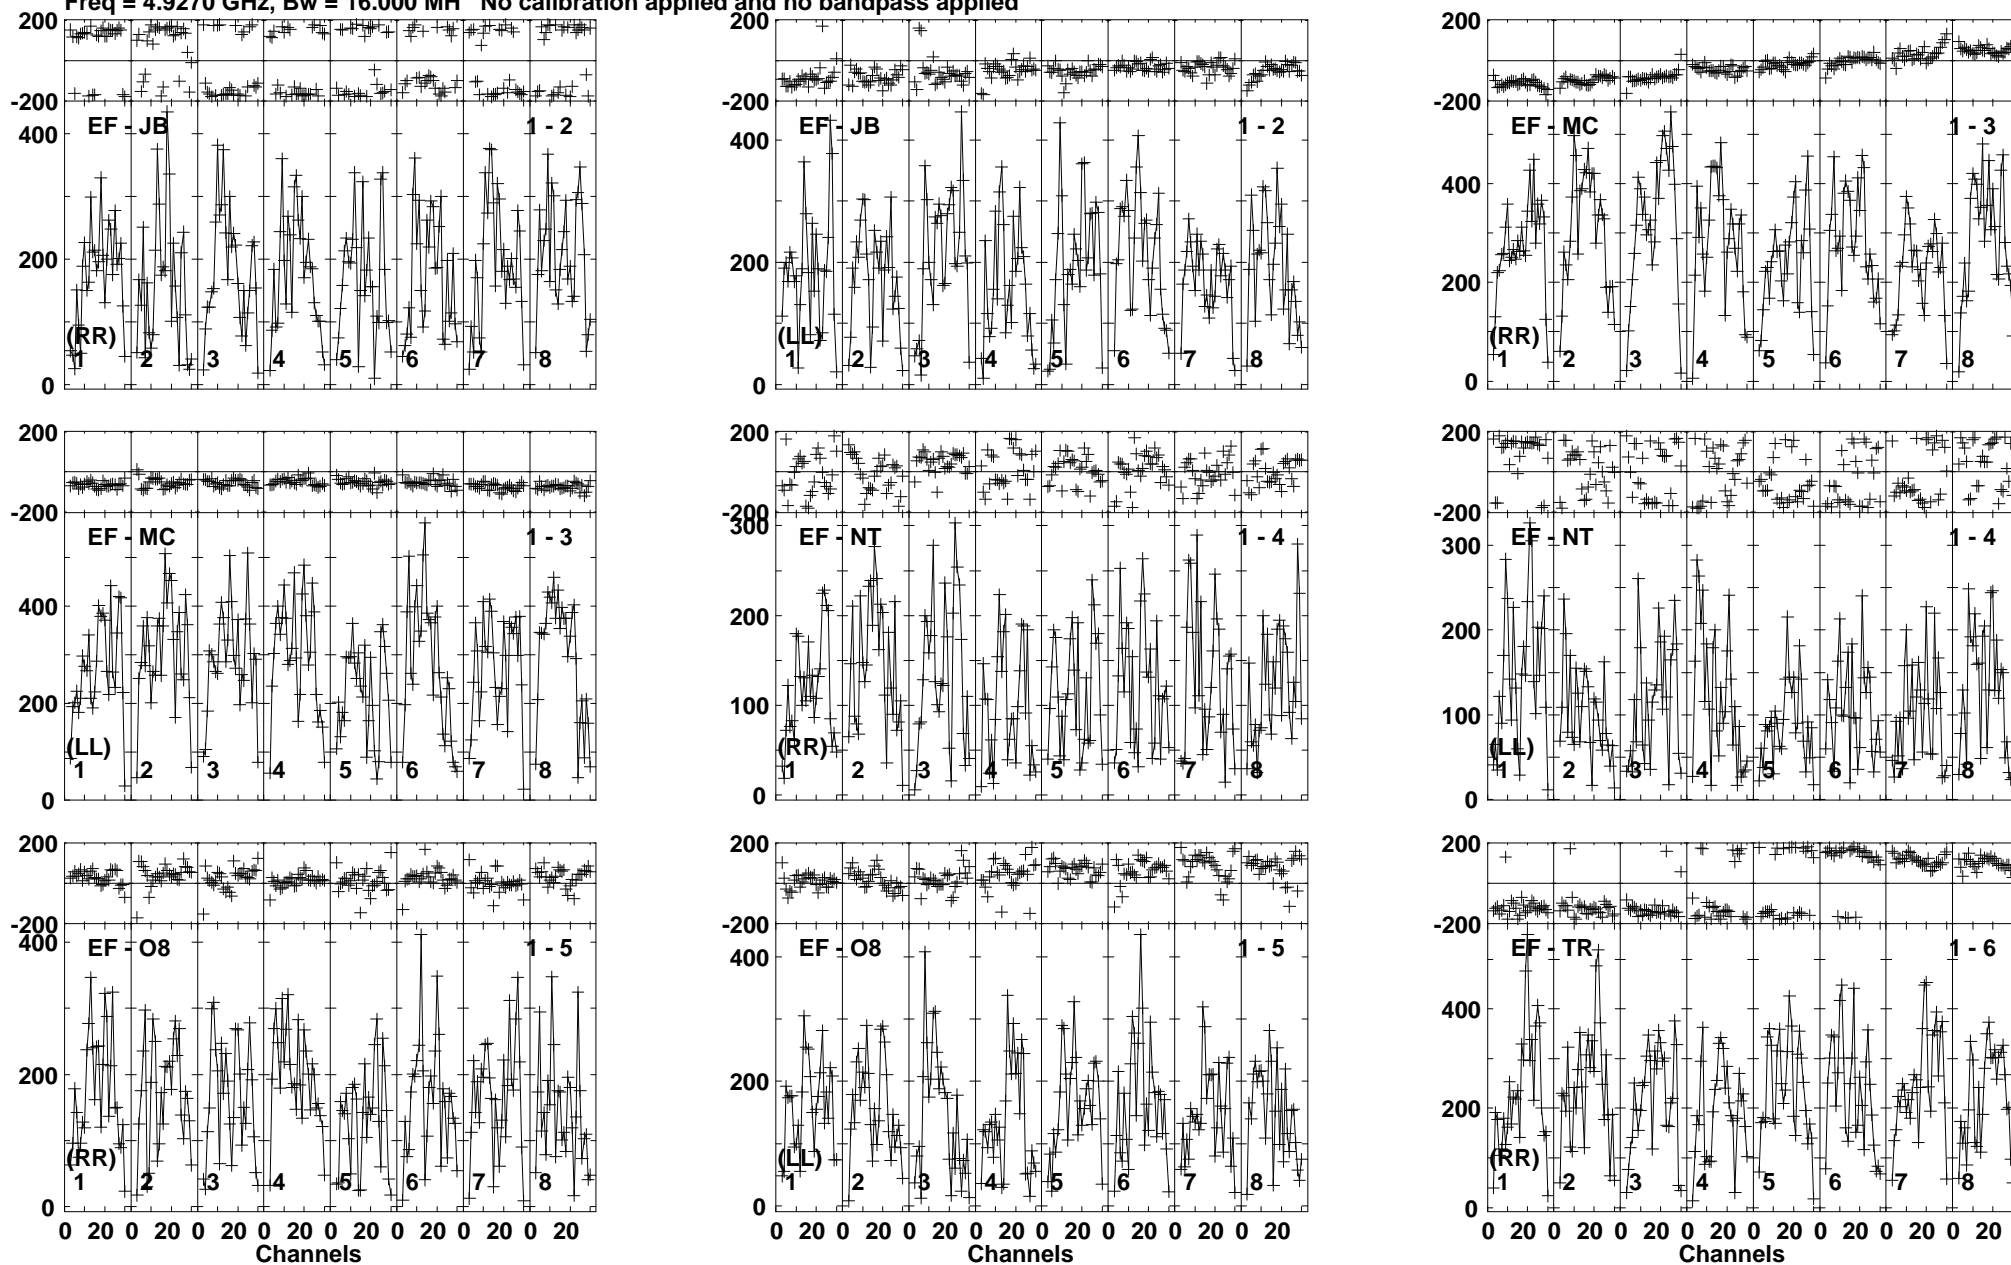 Freq = 4.9270 GHz, Bw = 16.000 MH No calibration applied and no bandpass applied
200 200 200
-200 -200 -200
EF - JB 1 - 2 EF - JB 1 - 2 EF - MC 1 - 3
400 400 400
200 200 200
(RR) (LL) (RR)
1 2 3 4 5 6 7 8 1 2 3 4 5 6 7 8 1 2 3 4 5 6 7 8
0 0 0
200 200 200
-200 -200 -200
EF - MC 1 - 3 EF - NT 1 - 4 EF - NT 1 - 4
300 300
400 200 200
200 100 100
(LL) (RR) (LL)
1 2 3 4 5 6 7 8 1 2 3 4 5 6 7 8 1 2 3 4 5 6 7 8
0 0 0
200 200 200
-200 -200 -200
EF - O8 1 - 5 EF - O8 1 - 5 EF - TR 1 - 6
400 400 400
200 200 200
(RR) (LL) (RR)
1 2 3 4 5 6 7 8 1 2 3 4 5 6 7 8 1 2 3 4 5 6 7 8
0 0 0
0 20 0 20 0 20 0 20 0 20 0 20 0 20 0 20 0 20 0 20 0 20 0 20 0 20 0 20 0 20 0 20 0 20 0 20 0 20 0 20 0 20 0 20 0 20 0 20
Channels Channels Channels